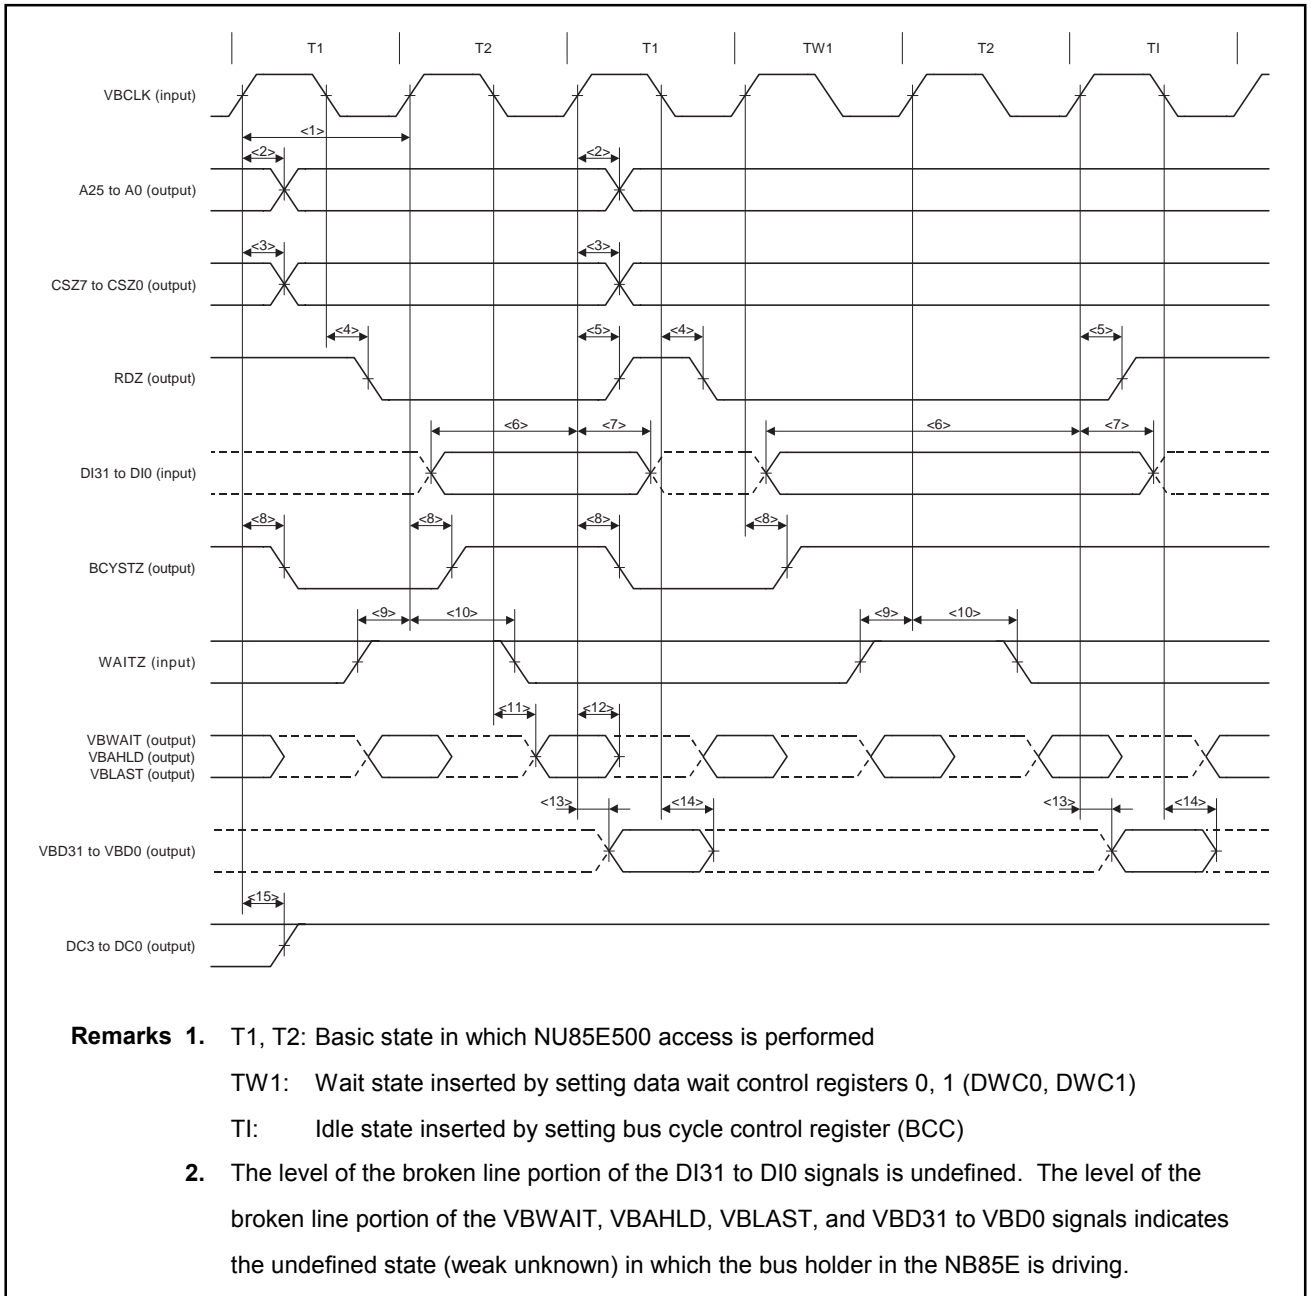 T1 T2 T1 TW1 T2 TI
VBCLK (input)
<1>
<2> <2>
A25 to A0 (output)
<3> <3>
CSZ7 to CSZ0 (output)
<4> <5> <4> <5>
RDZ (output)
<6> <7> <6> <7>
DI31 to DI0 (input)
<8> <8> <8> <8>
BCYSTZ (output)
<9> <10> <9> <10>
WAITZ (input)
<11> <12>
VBWAIT (output)
VBAHLD (output)
VBLAST (output)
<13> <14> <13> <14>
VBD31 to VBD0 (output)
<15>
DC3 to DC0 (output)
Remarks 1. T1, T2: Basic state in which NU85E500 access is performed
TW1: Wait state inserted by setting data wait control registers 0, 1 (DWC0, DWC1)
TI: Idle state inserted by setting bus cycle control register (BCC)
2. The level of the broken line portion of the DI31 to DI0 signals is undefined. The level of the
broken line portion of the VBWAIT, VBAHLD, VBLAST, and VBD31 to VBD0 signals indicates
the undefined state (weak unknown) in which the bus holder in the NB85E is driving.